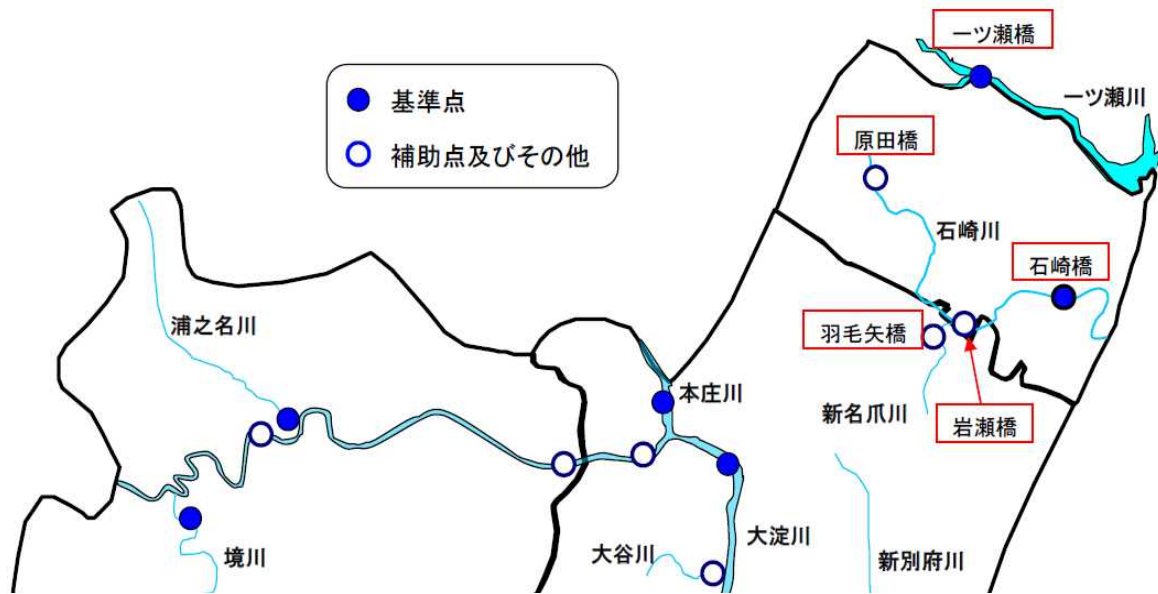 一ツ瀬橋
基準点
補助点及びその他
一ツ瀬川
原田橋
石崎川
石崎橋
浦之名川
羽毛矢橋
本庄川
新名爪川
岩瀬橋
境川
大谷川
大淀川
新別府川